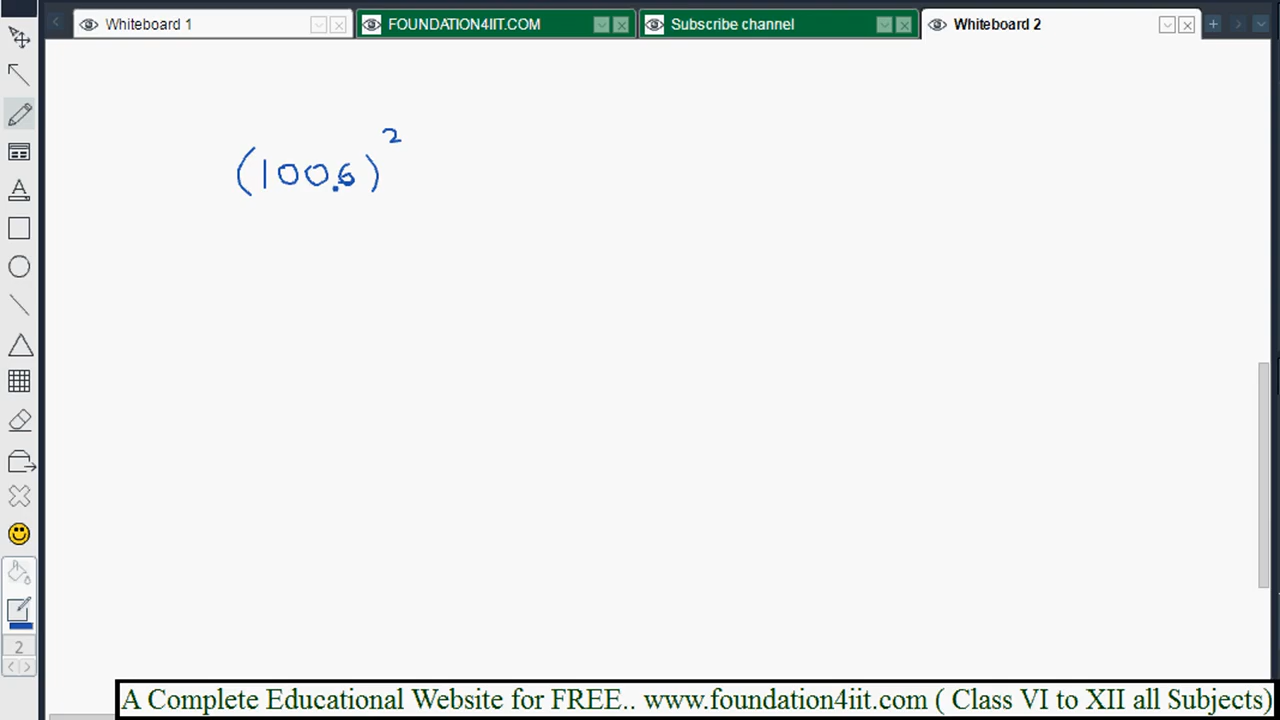 Whiteboard 1 FOUNDATION4IIT.COM Subscribe channel Whiteboard 2
(100.6)²
A
2
A Complete Educational Website for FREE.. www.foundation4iit.com ( Class VI to XII all Subjects)